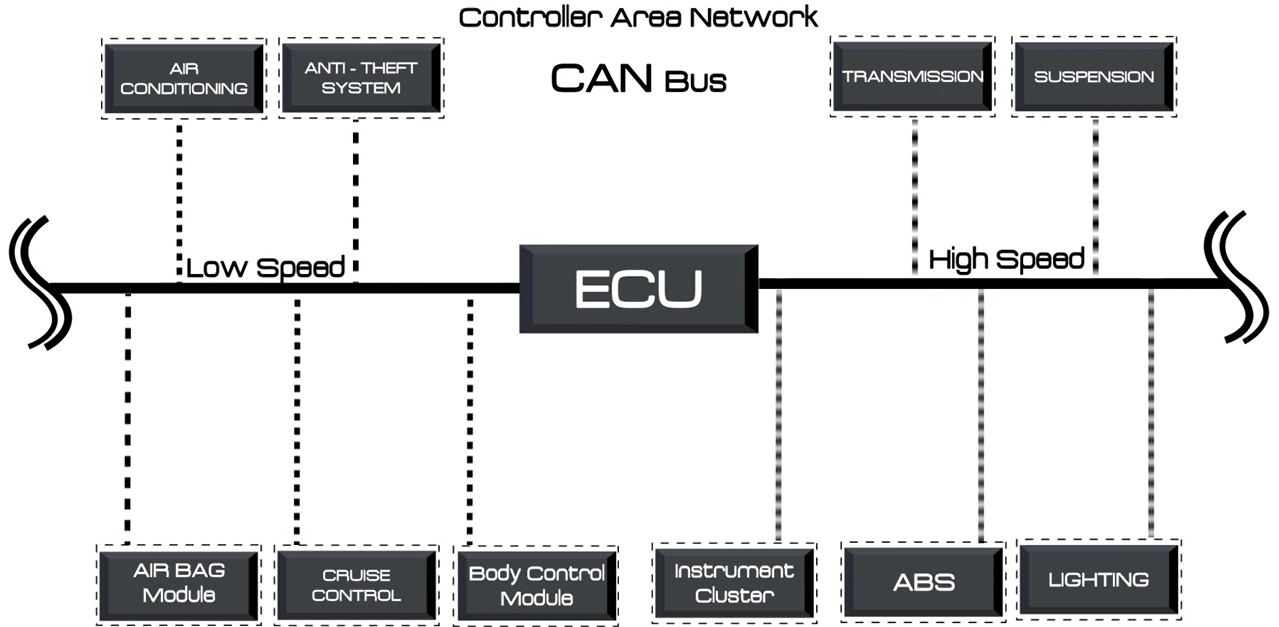 Controller Area Network
CAN Bus
AIR
CONDITIONING
ANTI - THEFT
SYSTEM
TRANSMISSION
SUSPENSION
Low Speed
ECU
High Speed
AIR BAG
Module
CRUISE
CONTROL
Body Control
Module
Instrument
Cluster
ABS
LIGHTING